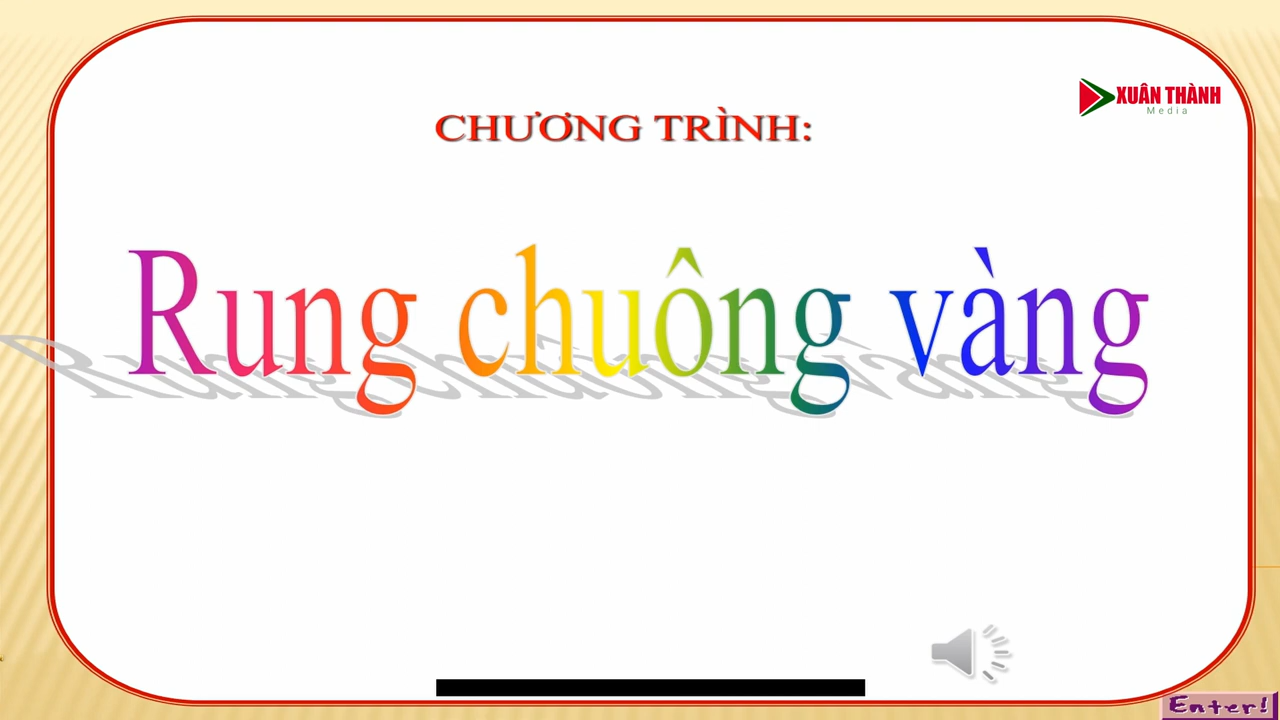 XUÂN THÀNH
Media
CHƯƠNG TRÌNH:
Rung chuông vàng
Enter!